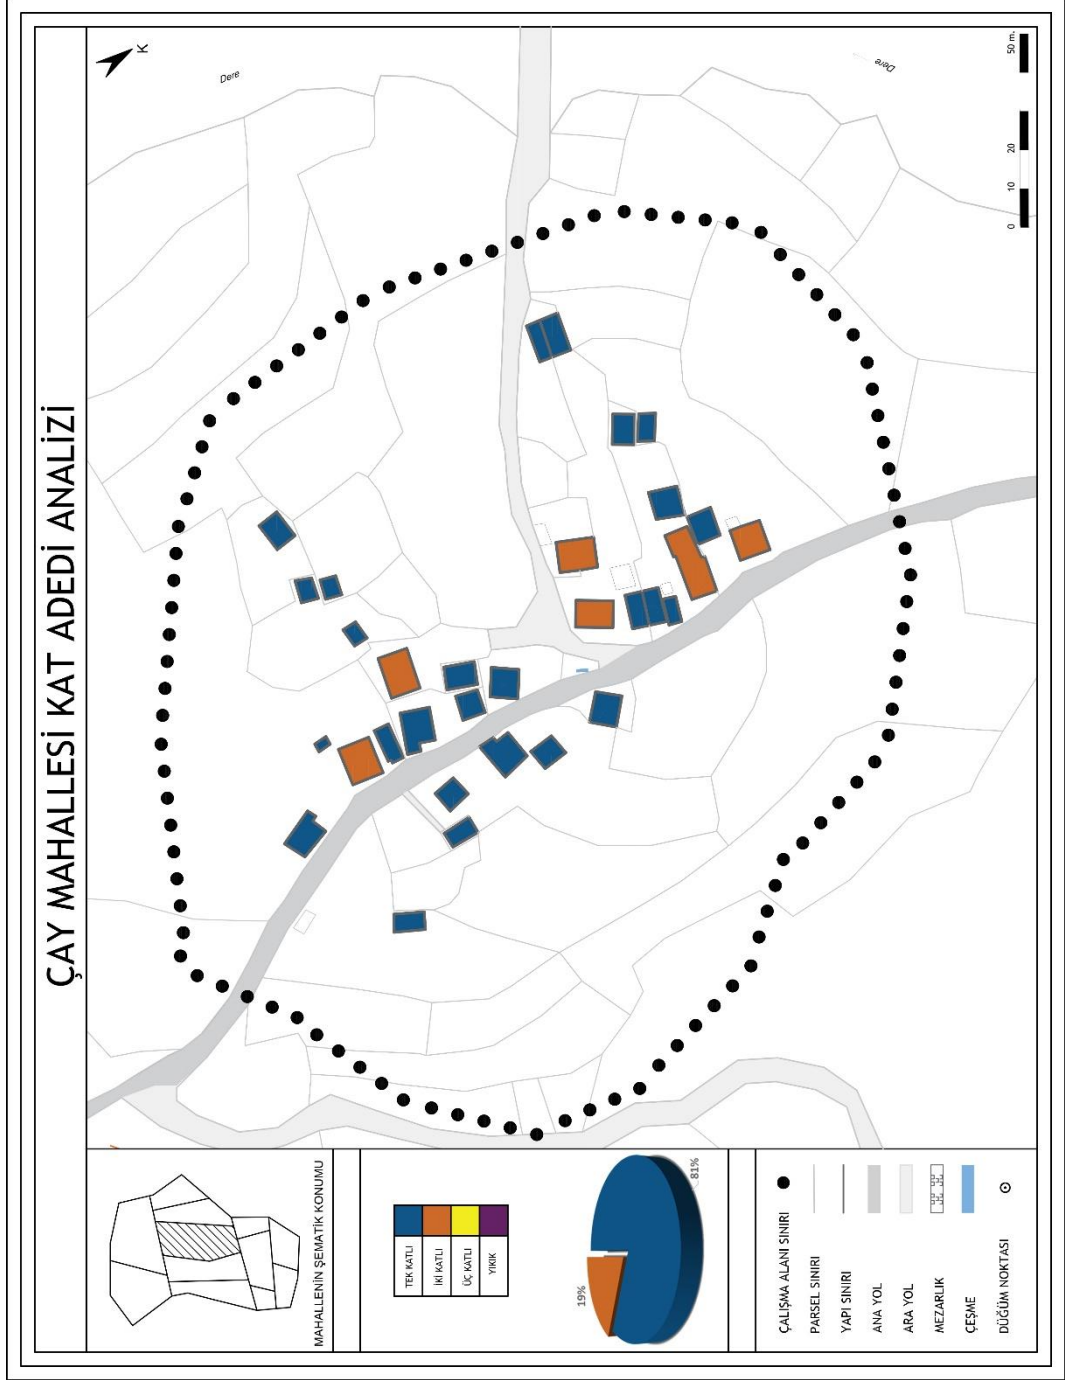 ÇAY MAHALLESİ KAT ADEDİ ANALİZİ
K
Dere
Dere
0 10 20 50 m.
MAHALLENİN ŞEMATİK KONUMU
TEK KATLI
İKİ KATLI
ÜÇ KATLI
YIKIK
19%
81%
ÇALIŞMA ALANI SINIRI
PARSEL SINIRI
YAPI SINIRI
ANA YOL
ARA YOL
MEZARLIK
ÇEŞME
DÜĞÜM NOKTASI